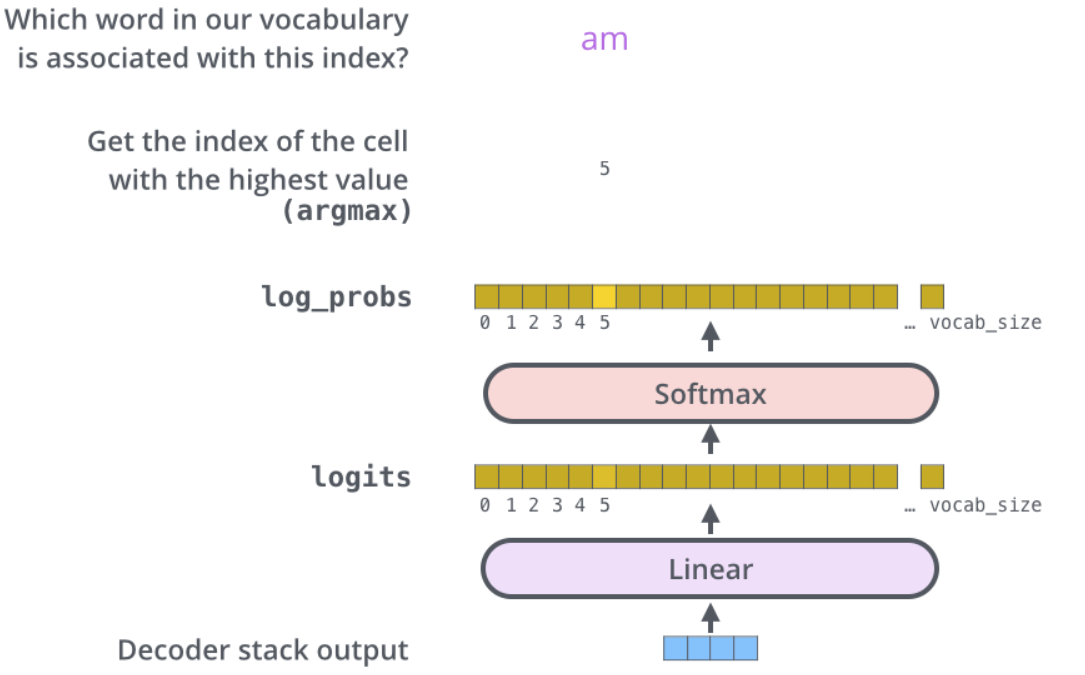 Which word in our vocabulary
is associated with this index?
am
Get the index of the cell
with the highest value
(argmax)
5
log_probs
0 1 2 3 4 5 … vocab_size
Softmax
logits
0 1 2 3 4 5 … vocab_size
Linear
Decoder stack output